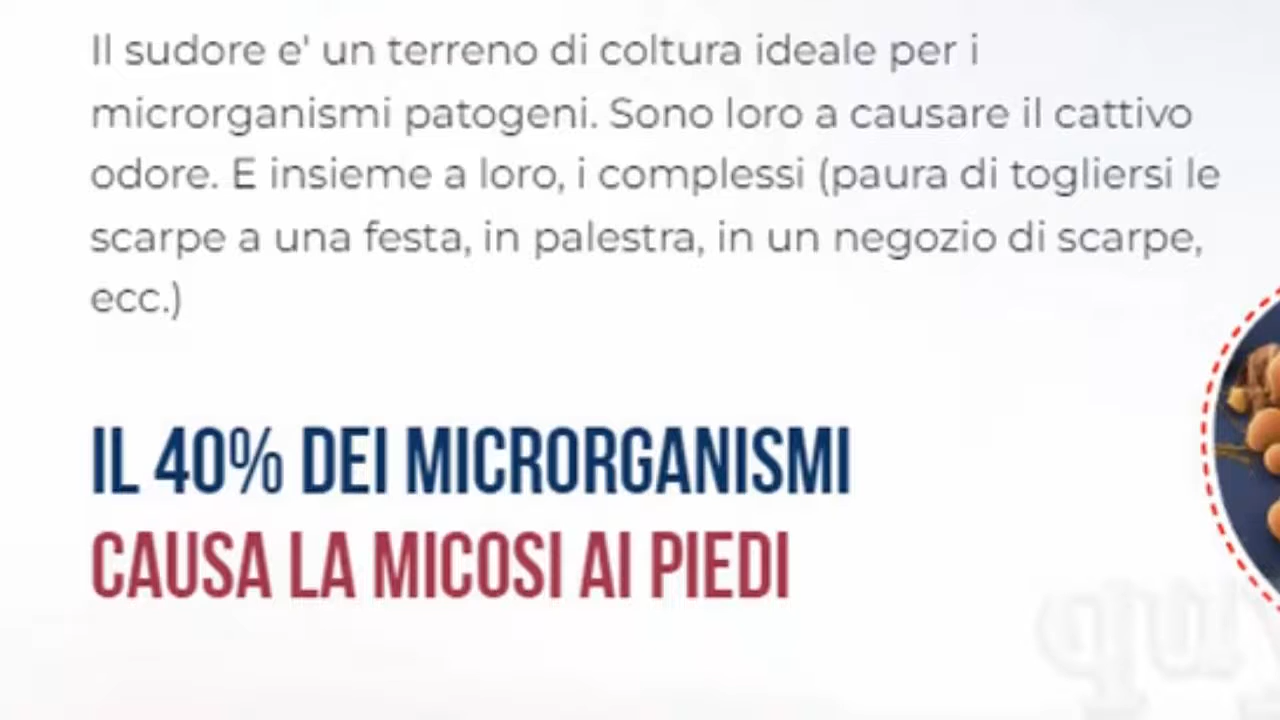 Il sudore e' un terreno di coltura ideale per i
microrganismi patogeni. Sono loro a causare il cattivo
odore. E insieme a loro, i complessi (paura di togliersi le
scarpe a una festa, in palestra, in un negozio di scarpe,
ecc.)
IL 40% DEI MICRORGANISMI
CAUSA LA MICOSI AI PIEDI